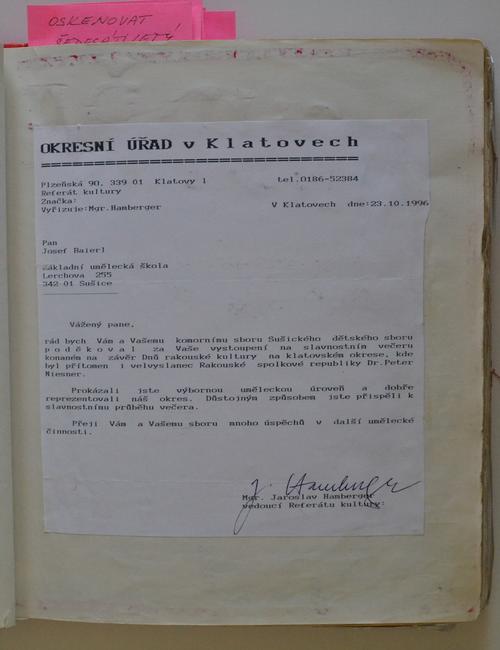 OSKENOVAT
ŠEDESÁTÍ LETÝ
OKRESNÍ ÚŘAD v Klatovech
================================
Plzeňská 90, 339 01 Klatovy 1 tel.0186-52384
Referát kultury
Značka:
Vyřizuje:Mgr.Hamberger V Klatovech dne:23.10.1996
Pan
Josef Baierl
Základní umělecká škola
Lerchova 255
342 01 Sušice
Vážený pane,
rád bych Vám a Vašemu komornímu sboru Sušického dětského sboru
p o d ě k o v a l za Vaše vystoupení na slavnostním večeru
konaném na závěr Dnů rakouské kultury na klatovském okrese, kde
byl přítomen i velvyslanec Rakouské spolkové republiky Dr.Peter
Niesner.
Prokázali jste výbornou uměleckou úroveň a dobře
reprezentovali náš okres. Důstojným způsobem jste přispěli k
slavnostnímu průběhu večera.
Přeji Vám a Vašemu sboru mnoho úspěchů v další umělecké
činnosti.
J. Hamberger
Mgr. Jaroslav Hamberger
vedoucí Referátu kultury: